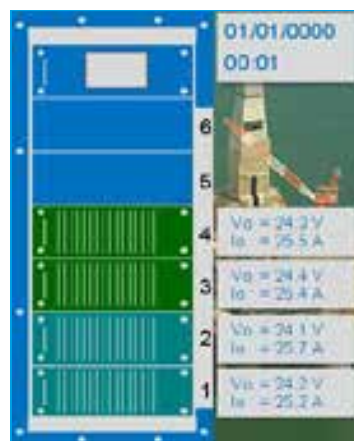 01/01/0000
00:01
6
5
4
Vo = 24.3 V
Io = 25.5 A
3
Vo = 24.4 V
Io = 25.4 A
2
Vo = 24.1 V
Io = 25.7 A
1
Vo = 24.2 V
Io = 25.2 A